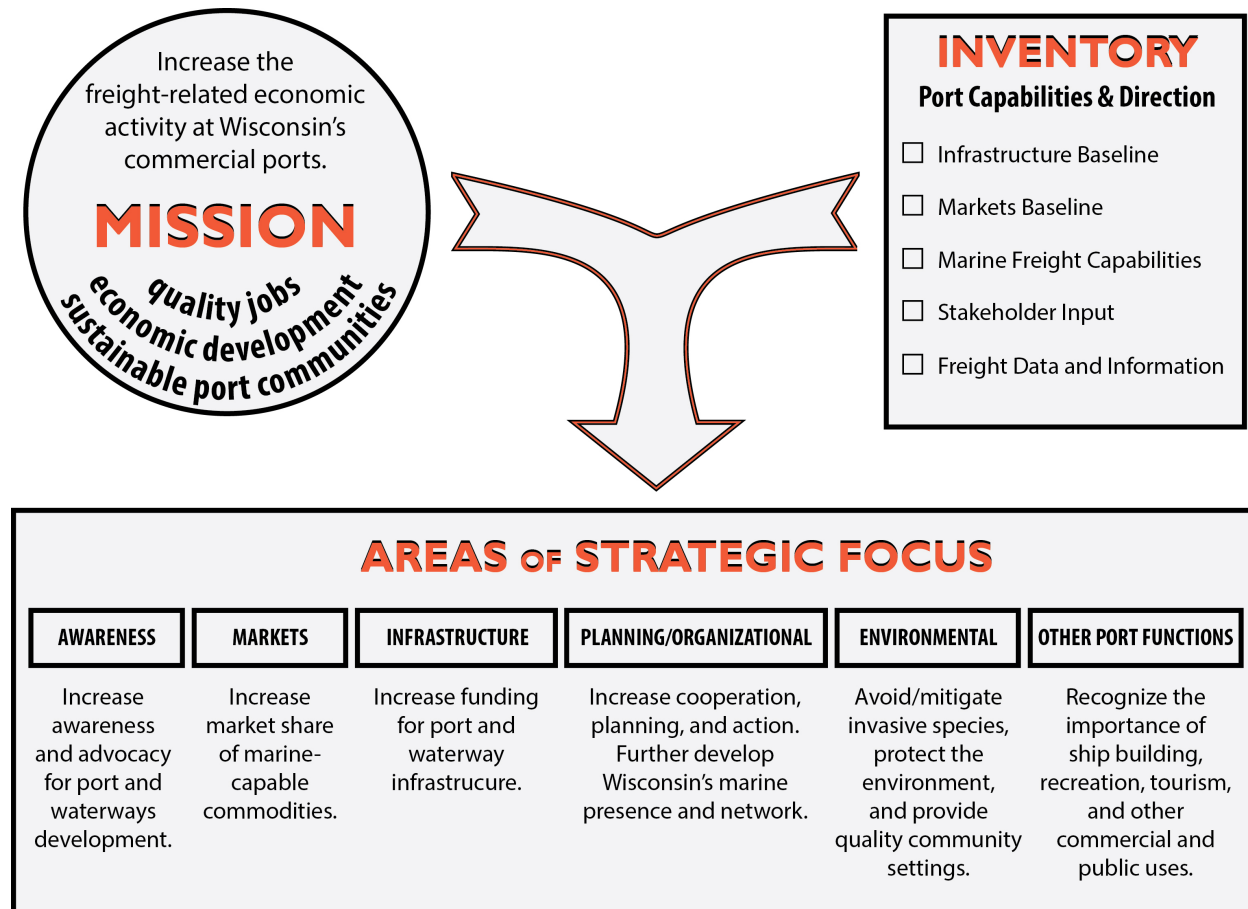 Increase the
freight-related economic
activity at Wisconsin's
commercial ports.
MISSION
quality jobs
economic development
sustainable port communities
INVENTORY
Port Capabilities & Direction
Infrastructure Baseline
Markets Baseline
Marine Freight Capabilities
Stakeholder Input
Freight Data and Information
AREAS OF STRATEGIC FOCUS
AWARENESS
Increase
awareness
and advocacy
for port and
waterways
development.
MARKETS
Increase
market share
of marine-
capable
commodities.
INFRASTRUCTURE
Increase funding
for port and
waterway
infrastrucure.
PLANNING/ORGANIZATIONAL
Increase cooperation,
planning, and action.
Further develop
Wisconsin's marine
presence and network.
ENVIRONMENTAL
Avoid/mitigate
invasive species,
protect the
environment,
and provide
quality community
settings.
OTHER PORT FUNCTIONS
Recognize the
importance of
ship building,
recreation, tourism,
and other
commercial and
public uses.